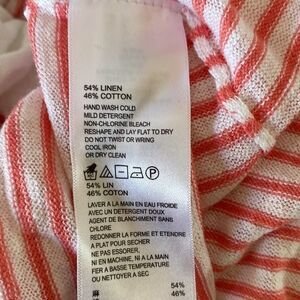 54% LINEN
46% COTTON
HAND WASH COLD
MILD DETERGENT
NON-CHLORINE BLEACH
RESHAPE AND LAY FLAT TO DRY
DO NOT TWIST OR WRING
COOL IRON
OR DRY CLEAN
P
54% LIN
46% COTON
LAVER A LA MAIN EN EAU FROIDE
AVEC UN DETERGENT DOUX
AGENT DE BLANCHIMENT SANS
CHLORE
REDONNER LA FORME ET ETENDRE
A PLAT POUR SECHER
NE PAS ESSORER,
NI EN MACHINE, NI A LA MAIN
FER A BASSE TEMPERATURE
OU NETTOYER A SEC
54%
麻 46%